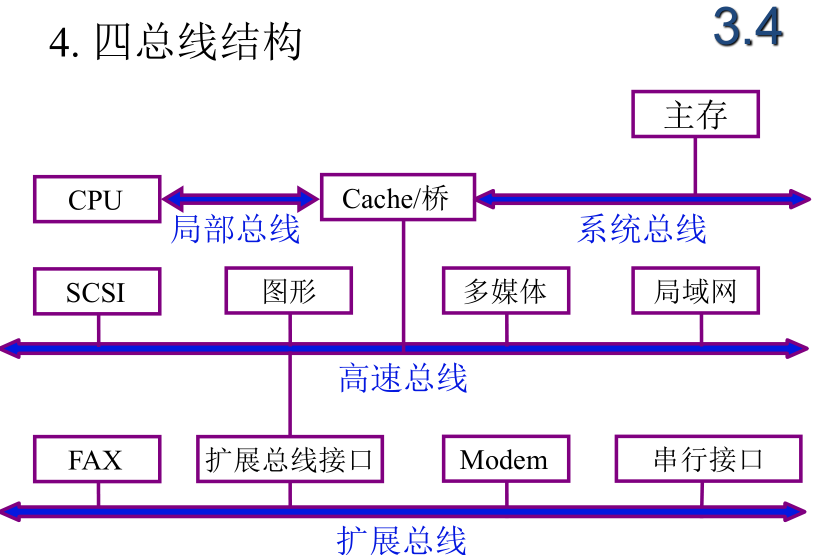 4. 四总线结构
3.4
主存
CPU
Cache/桥
局部总线
系统总线
SCSI
图形
多媒体
局域网
高速总线
FAX
扩展总线接口
Modem
串行接口
扩展总线